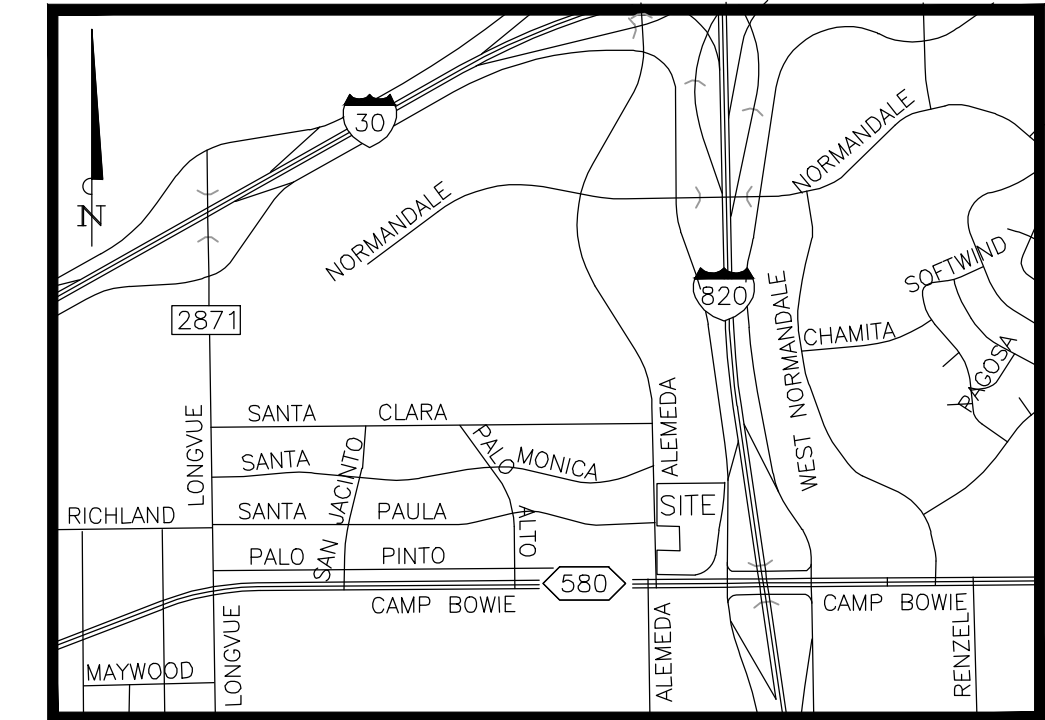 30
NORMANDALE
N
NORMANDALE
SOFTWIND
820
2871
CHAMITA
WEST NORMANDALE
PAGOSA
SANTA CLARA
ALEMEDA
LONGVUE
SANTA MONICA
PALO ALTO
SAN JACINTO
SITE
RICHLAND
SANTA PAULA
PALO PINTO
580
CAMP BOWIE
CAMP BOWIE
LONGVUE
ALEMEDA
RENZEL
MAYWOOD